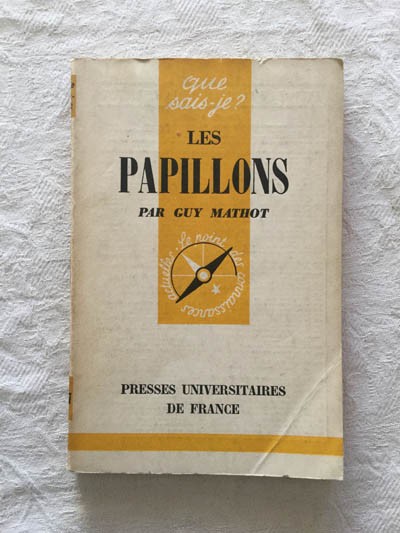 que
sais-je?
LES
PAPILLONS
PAR GUY MATHOT
Le point des connaissances actuelles
PRESSES UNIVERSITAIRES
DE FRANCE